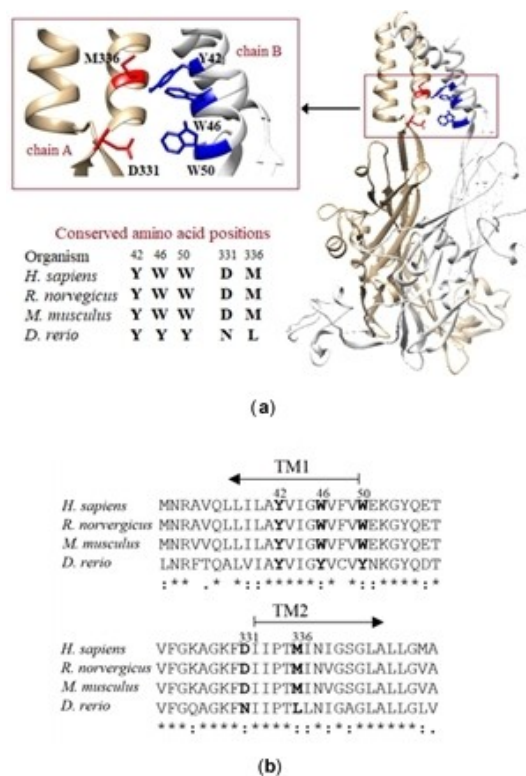 M336
Y42
chain B
W46
chain A
D331
W50
Conserved amino acid positions
Organism 42 46 50 331 336
H. sapiens Y W W D M
R. norvegicus Y W W D M
M. musculus Y W W D M
D. rerio Y Y Y N L
(a)
TM1
42 46 50
H. sapiens MNRAVQLLILAYVIGWVFVWEKGYQET
R. norvergicus MNRAVQLLILAYVIGWVFVWEKGYQET
M. musculus MNRVVQLLILAYVIGWVFVWEKGYQET
D. rerio LNRFTQALVIAYVIGYVCVYNKGYQDT
:** .* *::******:* *::****:*
TM2
331 336
H. sapiens VFGKAGKFDIIPTMINIGSGLALLGMA
R. norvergicus VFGKAGKFDIIPTMINVGSGLALLGVA
M. musculus VFGKAGKFDIIPTMINVGSGLALLGVA
D. rerio VFGQAGKFNIIPTLLNIGAGLALLGLV
***:****:****::*:*:******:.
(b)